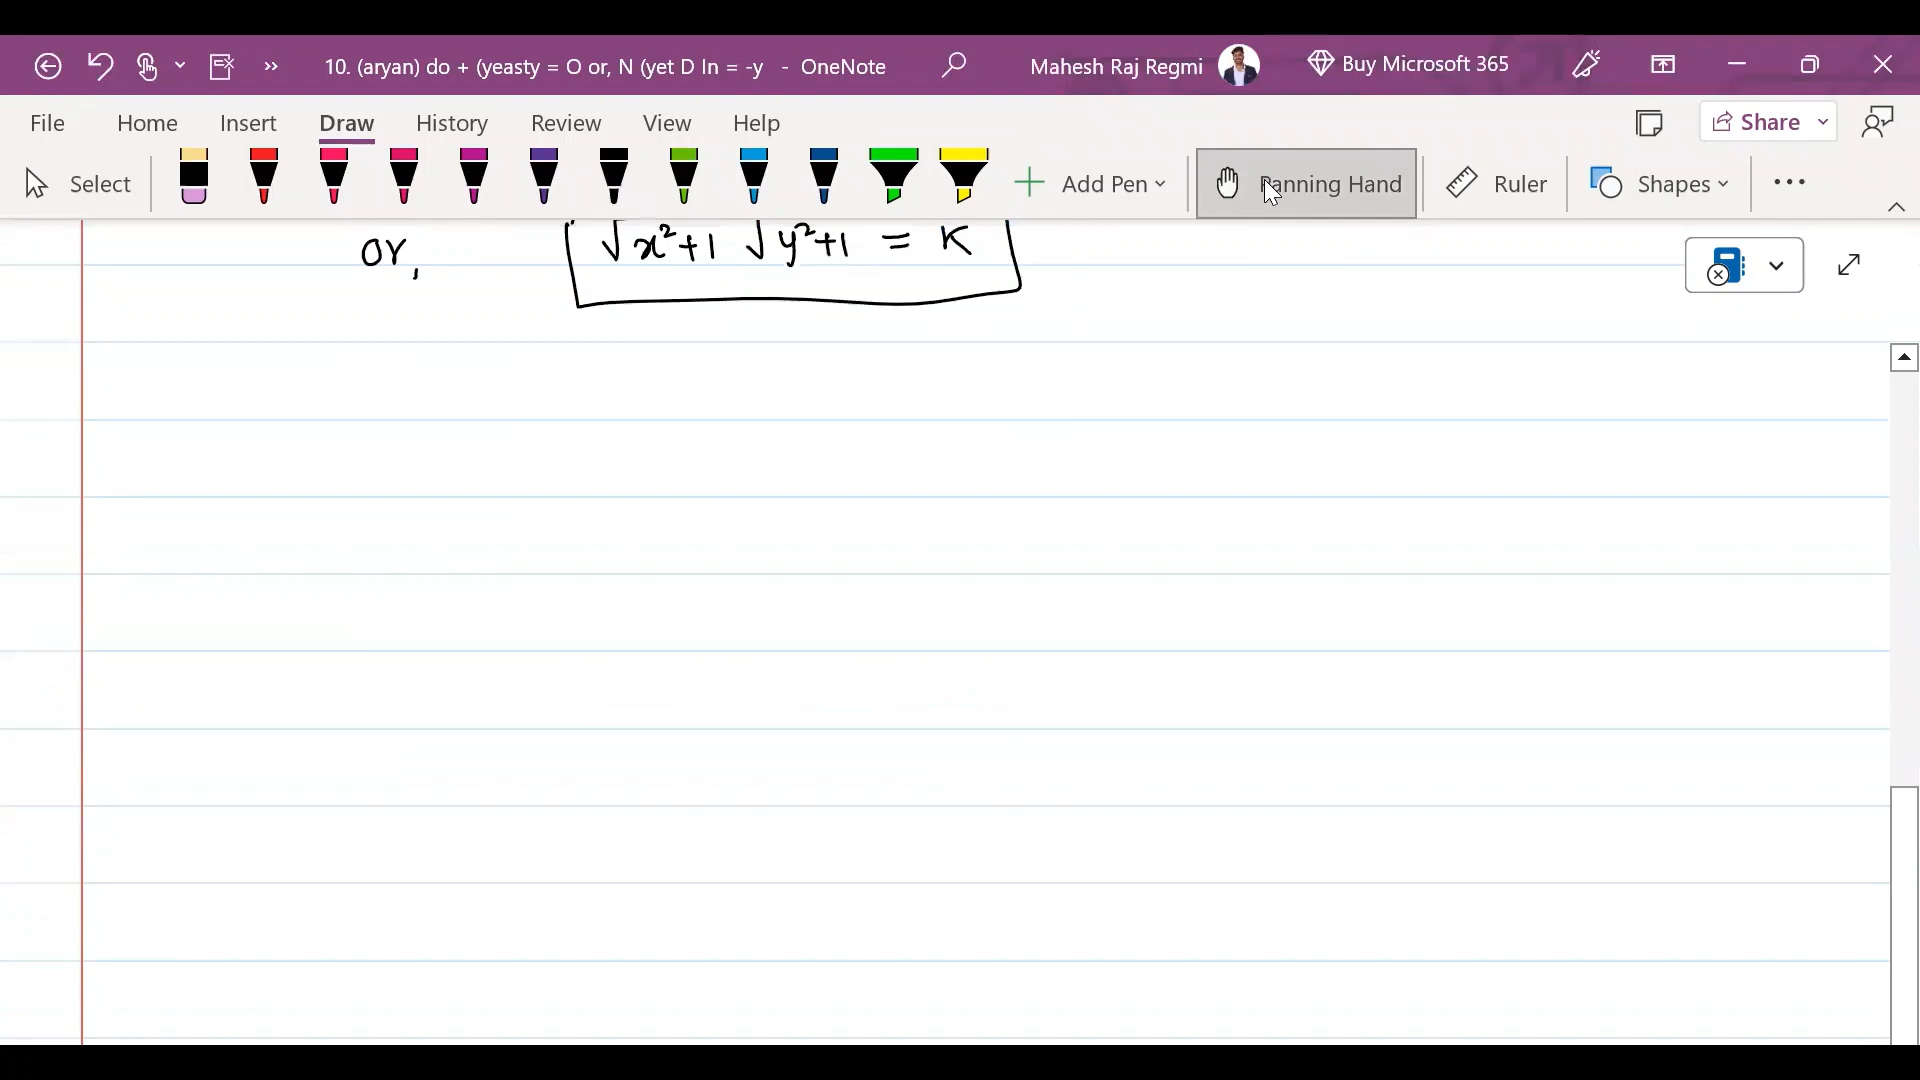 10. (aryan) do + (yeasty = O or, N (yet D In = -y - OneNote
Mahesh Raj Regmi
Buy Microsoft 365
File Home Insert Draw History Review View Help
Share
Select
Add Pen
Panning Hand
Ruler
Shapes
or, √x²+1 √y²+1 = K